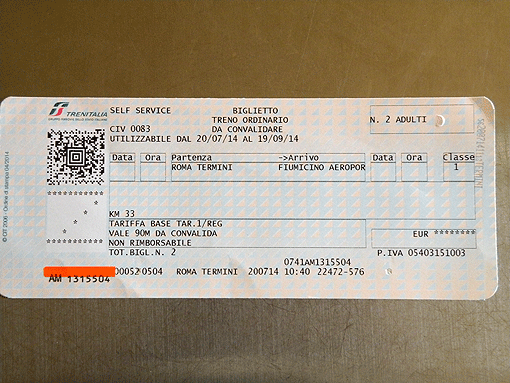 TRENITALIA
SELF SERVICE BIGLIETTO
TRENO ORDINARIO
CIV 0083 DA CONVALIDARE
UTILIZZABILE DAL 20/07/14 AL 19/09/14
N. 2 ADULTI
Data Ora Partenza ->Arrivo Data Ora Classe
ROMA TERMINI FIUMICINO AEROPOR 1
KM 33
TARIFFA BASE TAR.1/REG
VALE 90M DA CONVALIDA
NON RIMBORSABILE
EUR *******
TOT.BIGL.N. 2
P.IVA 05403151003
0741AM1315504
00052 0504 ROMA TERMINI 200714 10:40 22472-576
AM 1315504